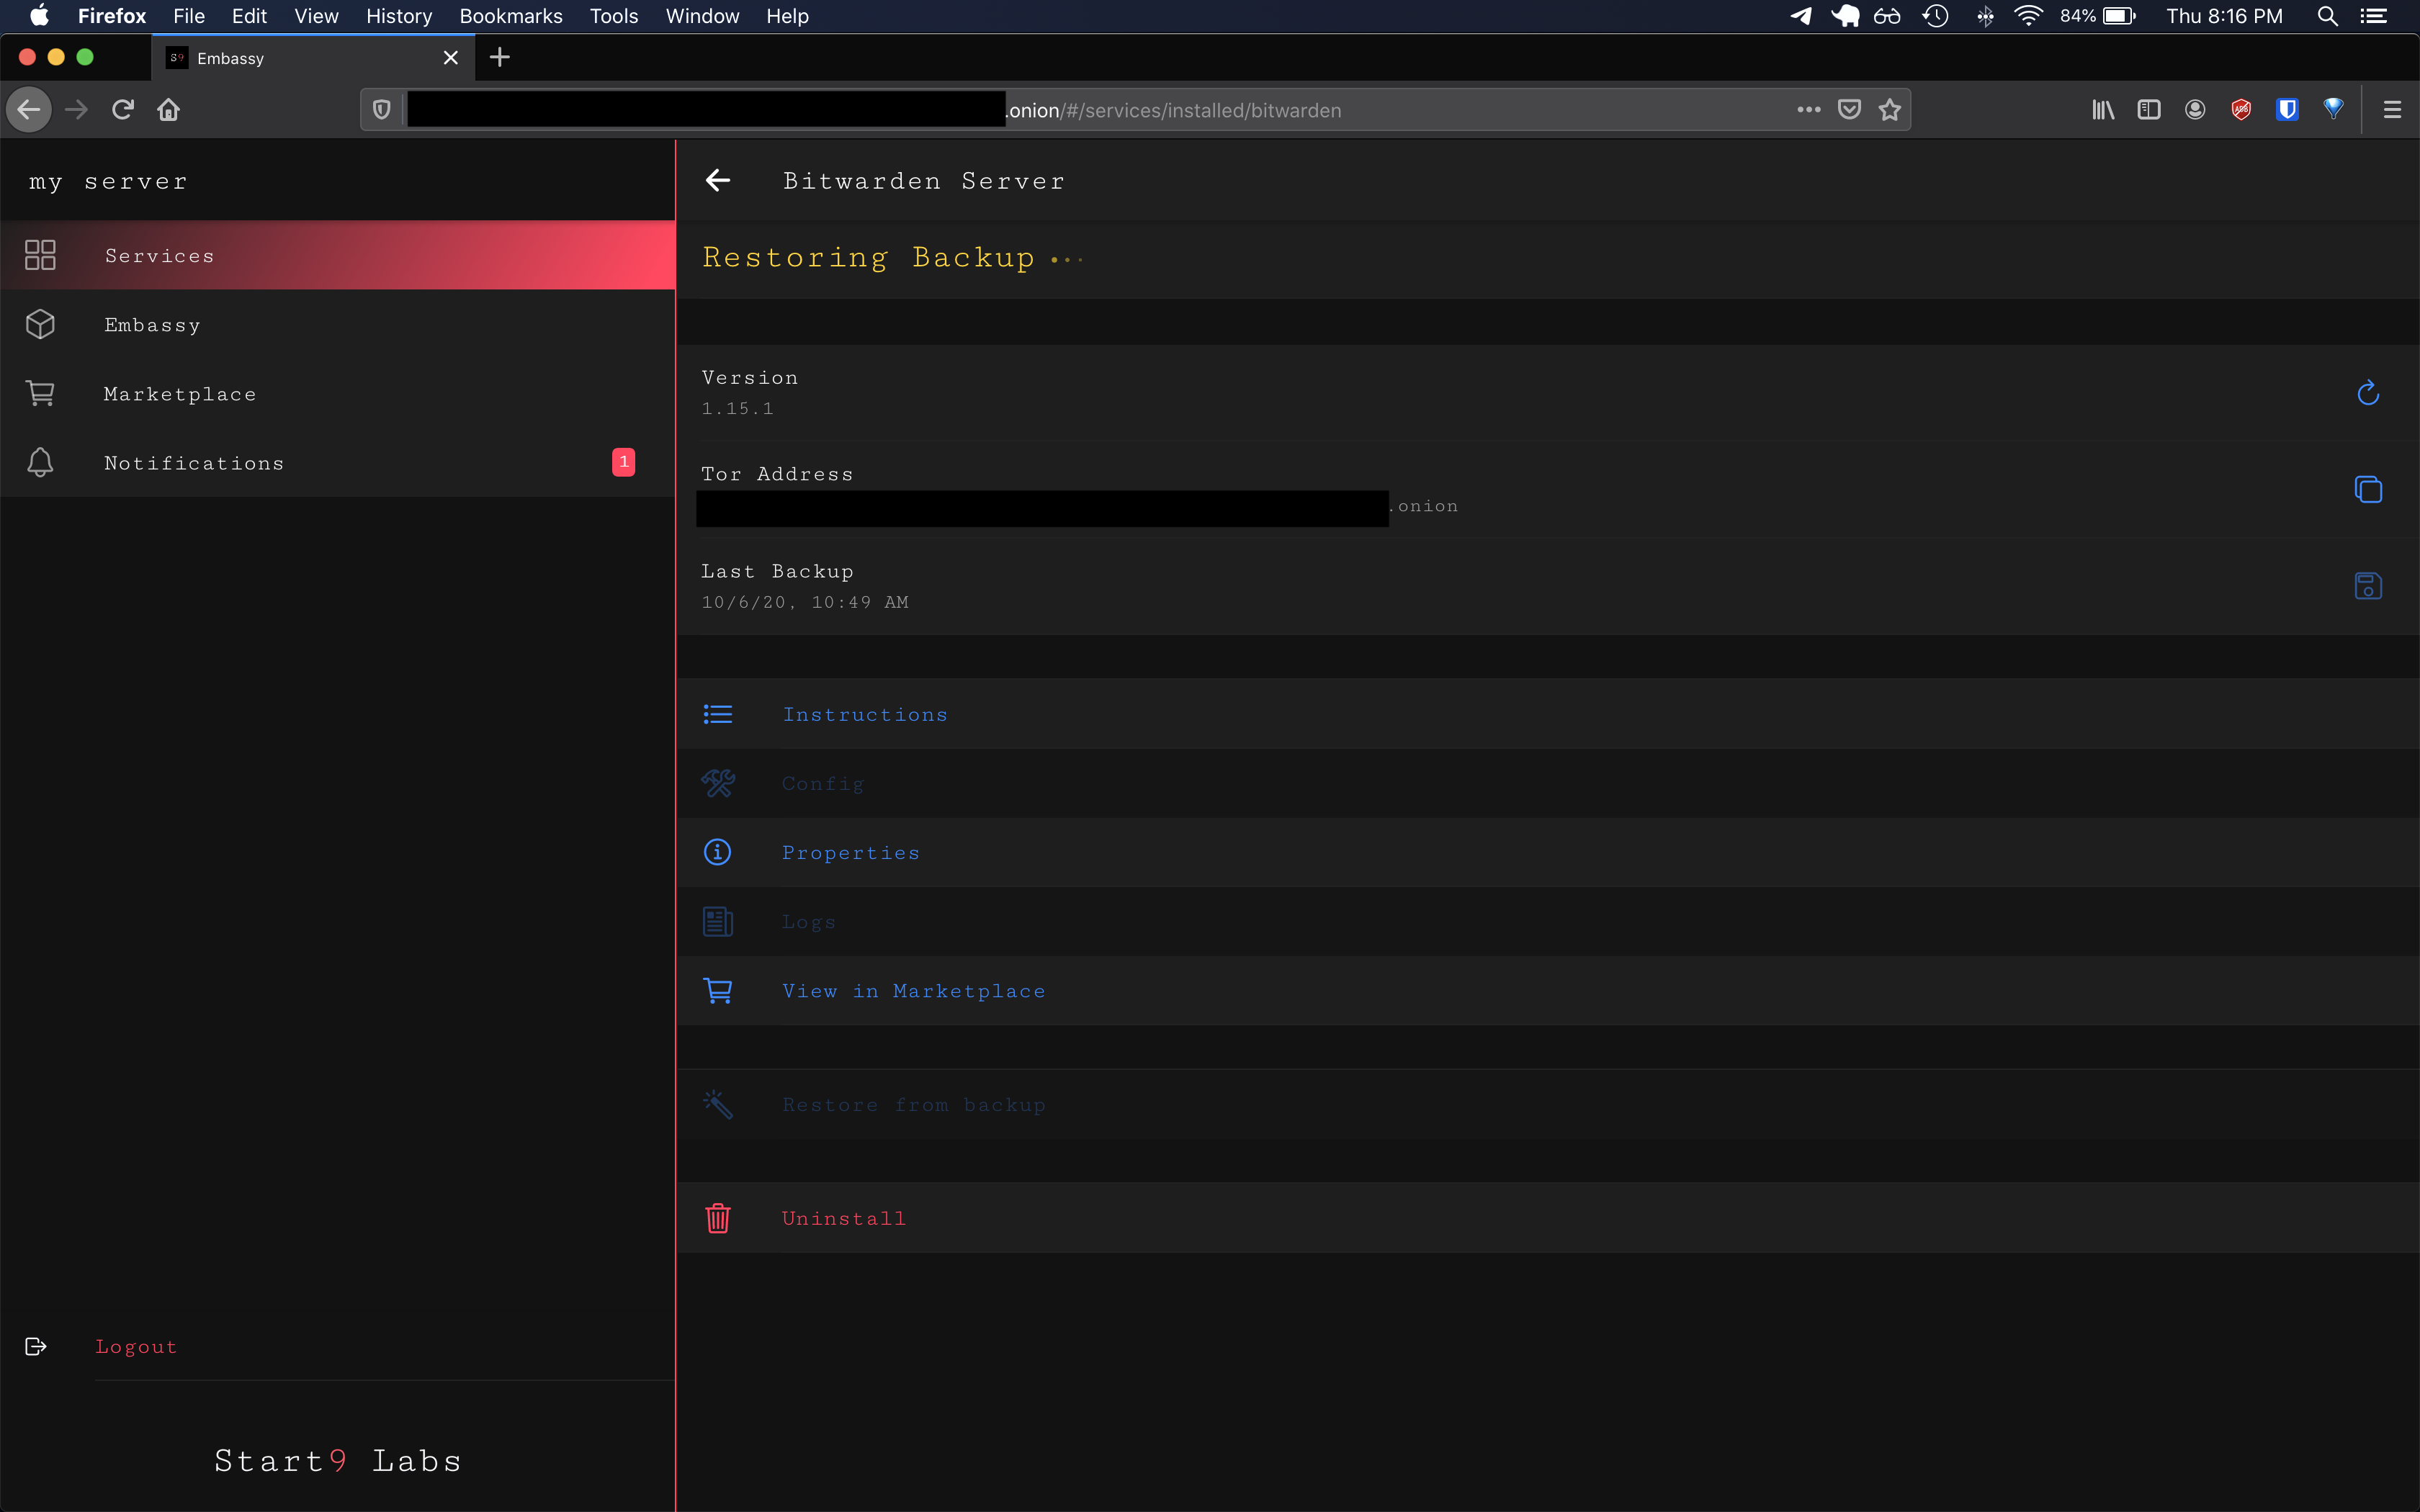 Firefox File Edit View History Bookmarks Tools Window Help 84% Thu 8:16 PM
S9 Embassy
.onion/#/services/installed/bitwarden ABP
my server
Bitwarden Server
Services
Restoring Backup
Embassy
Marketplace
Notifications 1
Version
1.15.1
Tor Address
.onion
Last Backup
10/6/20, 10:49 AM
Instructions
Config
Properties
Logs
View in Marketplace
Restore from backup
Uninstall
Logout
Start9 Labs